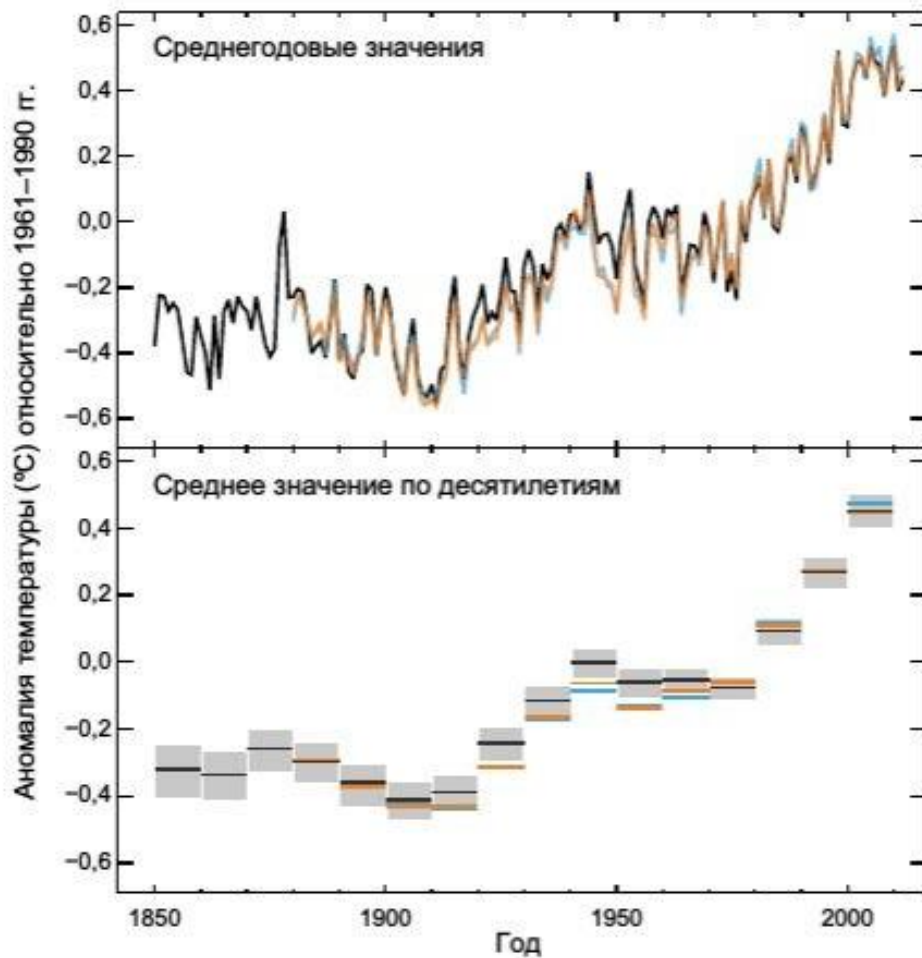 Аномалия температуры (ºC) относительно 1961–1990 гг.
Среднегодовые значения
0,6
0,4
0,2
0,0
−0,2
−0,4
−0,6
Среднее значение по десятилетиям
0,6
0,4
0,2
0,0
−0,2
−0,4
−0,6
1850 1900 1950 2000
Год